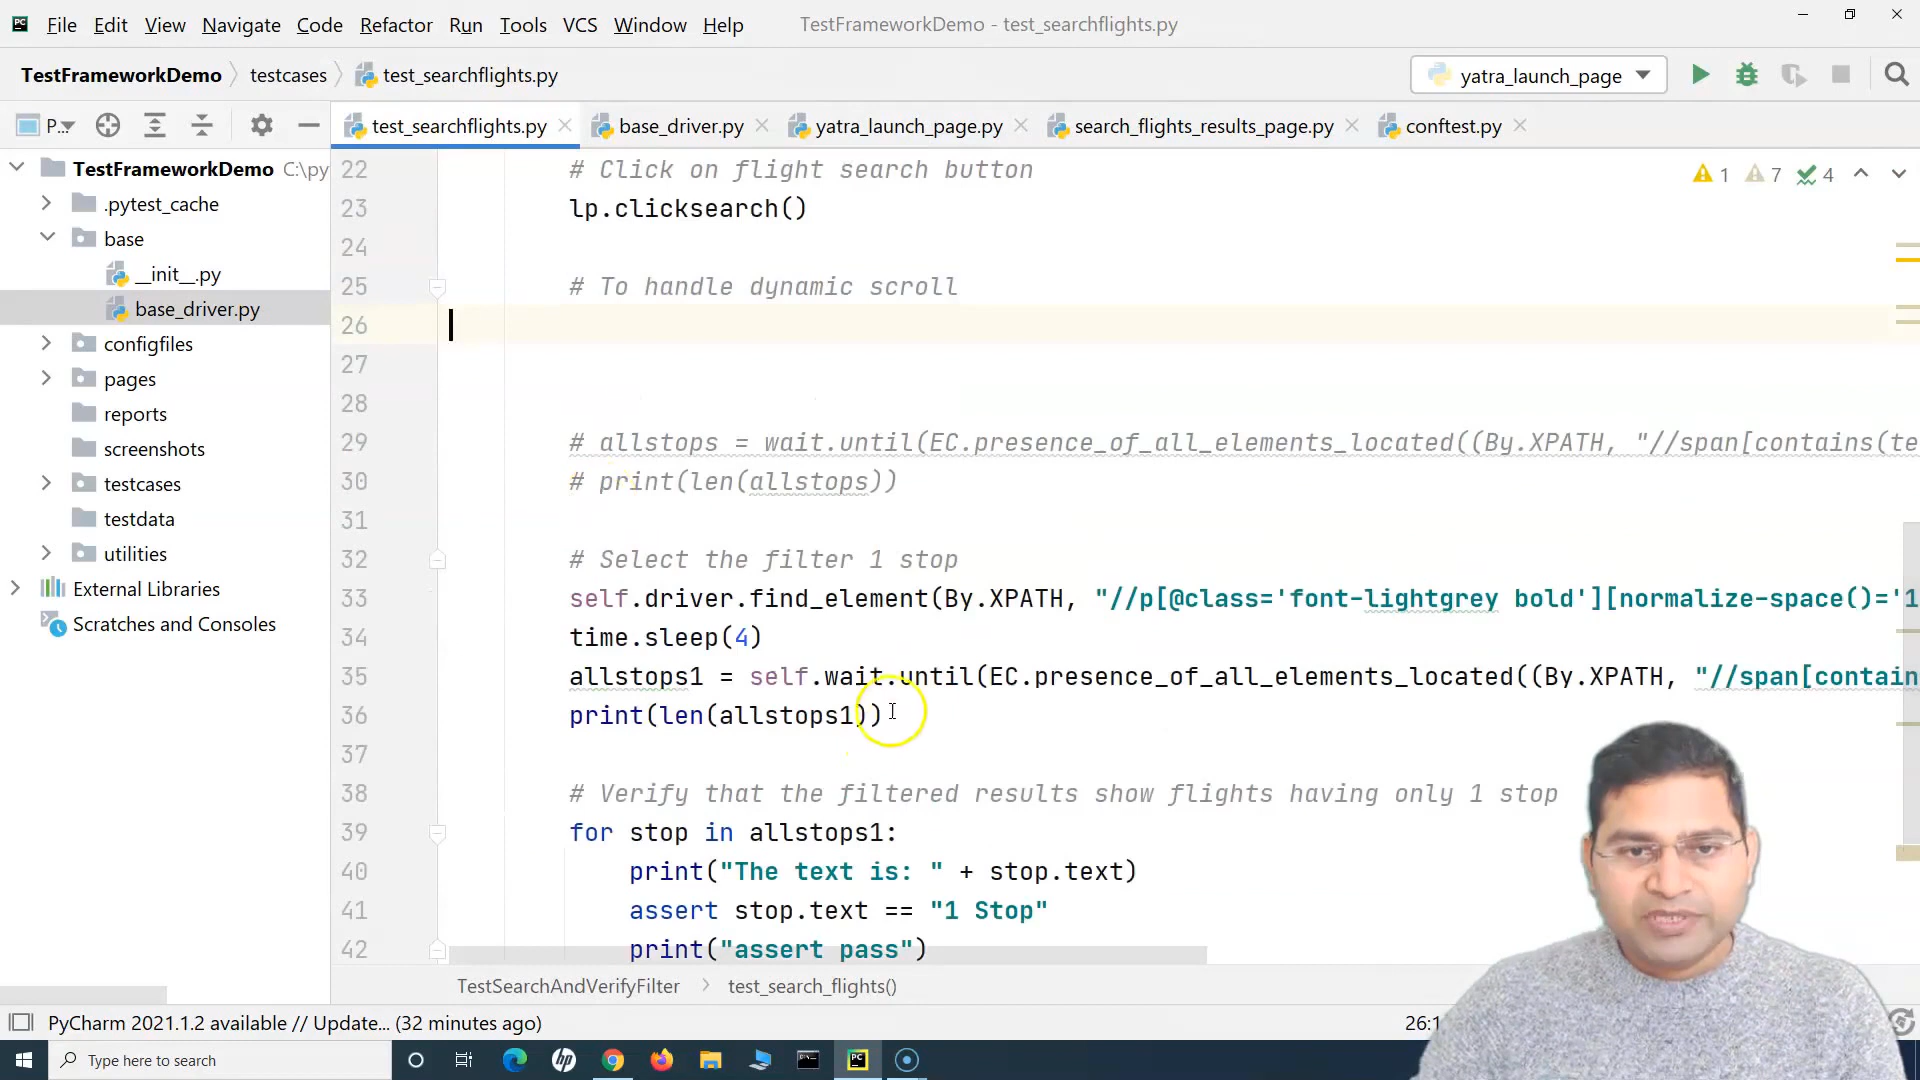 File Edit View Navigate Code Refactor Run Tools VCS Window Help TestFrameworkDemo - test_searchflights.py
TestFrameworkDemo testcases test_searchflights.py yatra_launch_page
P... test_searchflights.py base_driver.py yatra_launch_page.py search_flights_results_page.py conftest.py
TestFrameworkDemo C:\py
.pytest_cache
base
__init__.py
base_driver.py
configfiles
pages
reports
screenshots
testcases
testdata
utilities
External Libraries
Scratches and Consoles
1 7 4
22 # Click on flight search button
23 lp.clicksearch()
24
25 # To handle dynamic scroll
26
27
28
29 # allstops = wait.until(EC.presence_of_all_elements_located((By.XPATH, "//span[contains(te
30 # print(len(allstops))
31
32 # Select the filter 1 stop
33 self.driver.find_element(By.XPATH, "//p[@class='font-lightgrey bold'][normalize-space()='1
34 time.sleep(4)
35 allstops1 = self.wait.until(EC.presence_of_all_elements_located((By.XPATH, "//span[contain
36 print(len(allstops1))
37
38 # Verify that the filtered results show flights having only 1 stop
39 for stop in allstops1:
40 print("The text is: " + stop.text)
41 assert stop.text == "1 Stop"
42 print("assert pass")
TestSearchAndVerifyFilter test_search_flights()
PyCharm 2021.1.2 available // Update... (32 minutes ago) 26:1
Type here to search